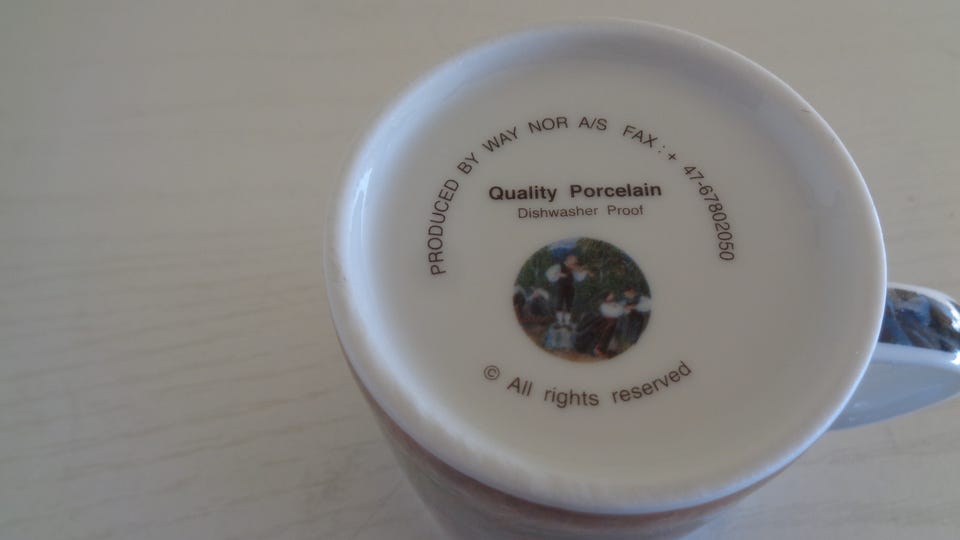 PRODUCED BY WAY NOR A/S FAX : + 47-67802050
Quality Porcelain
Dishwasher Proof
© All rights reserved